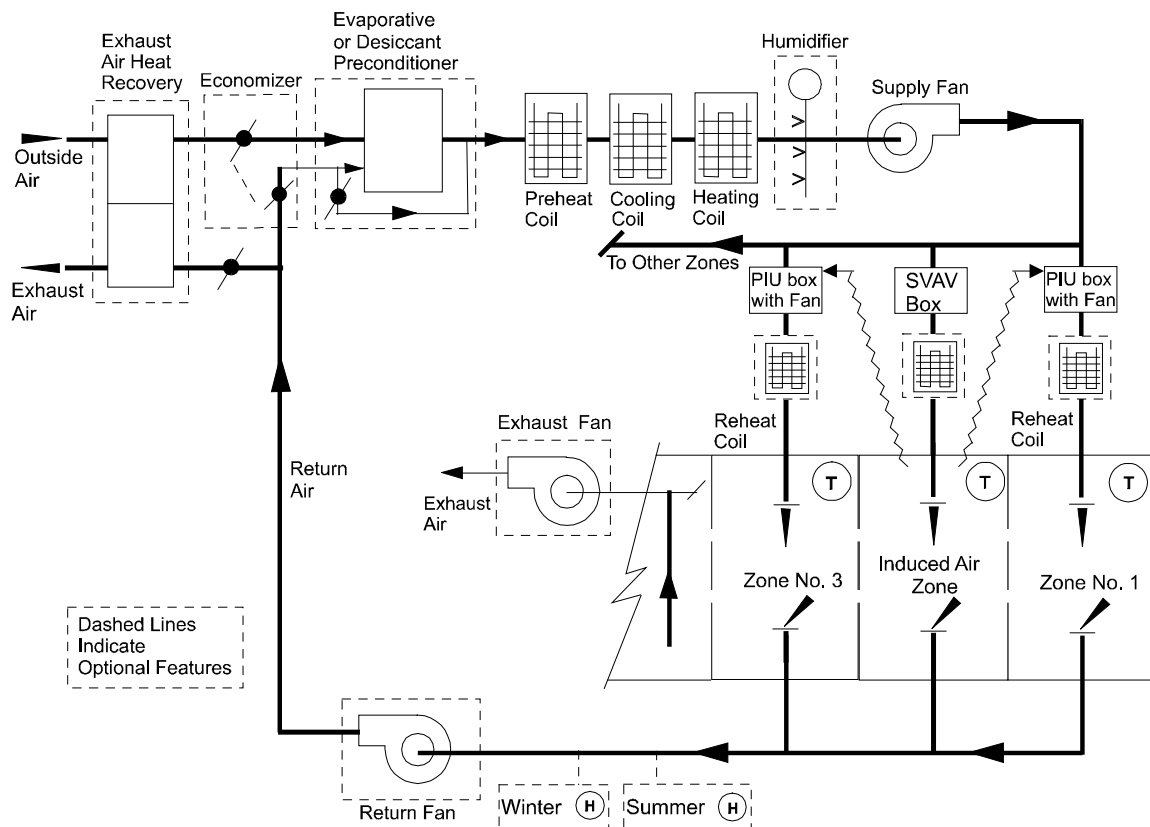 Evaporative
or Desiccant
Preconditioner
Exhaust
Air Heat
Recovery
Economizer
Humidifier
Supply Fan
Outside
Air
Preheat
Coil
Cooling
Coil
Heating
Coil
Exhaust
Air
To Other Zones
PIU box
with Fan
SVAV
Box
PIU box
with Fan
Reheat
Coil
Reheat
Coil
Exhaust Fan
Return
Air
Exhaust
Air
T
T
T
Zone No. 3
Induced Air
Zone
Zone No. 1
Dashed Lines
Indicate
Optional Features
Return Fan
Winter H
Summer H